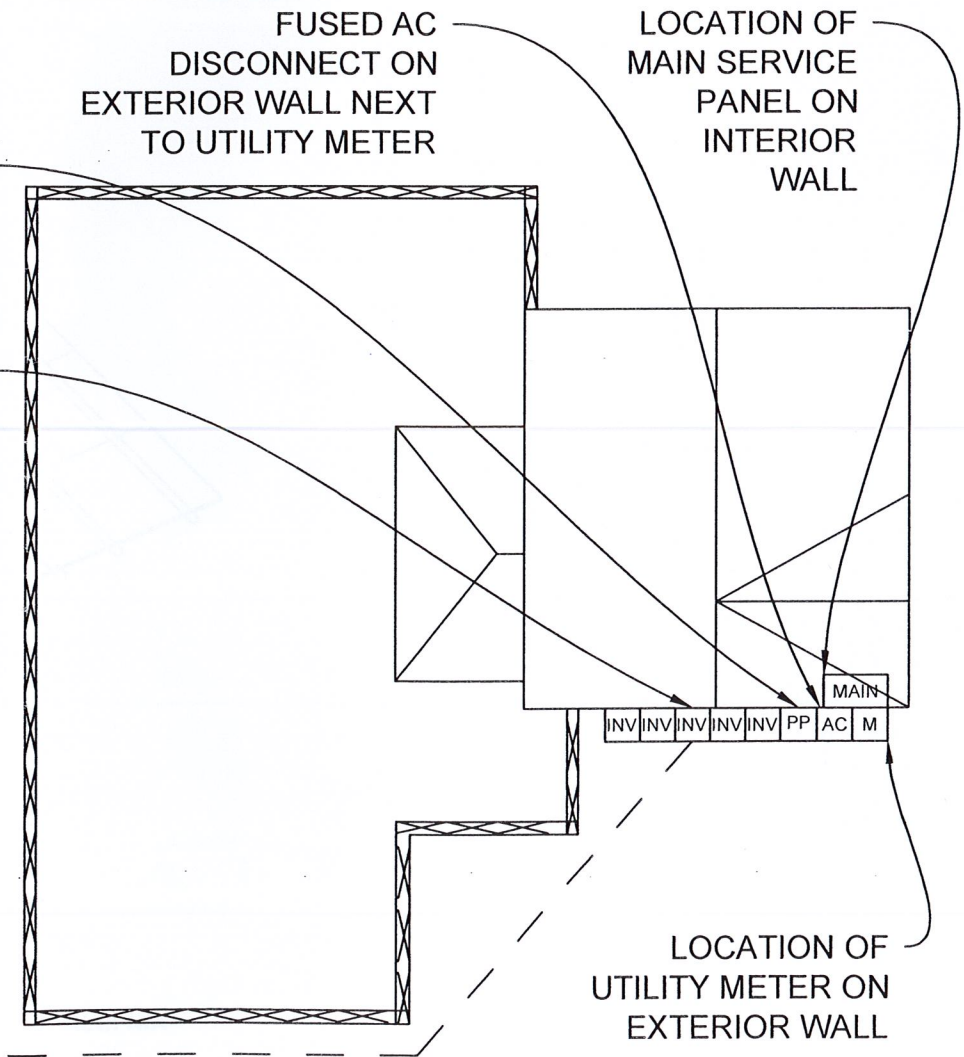 FUSED AC
DISCONNECT ON
EXTERIOR WALL NEXT
TO UTILITY METER
LOCATION OF
MAIN SERVICE
PANEL ON
INTERIOR
WALL
MAIN
INV INV INV INV INV PP AC M
LOCATION OF
UTILITY METER ON
EXTERIOR WALL